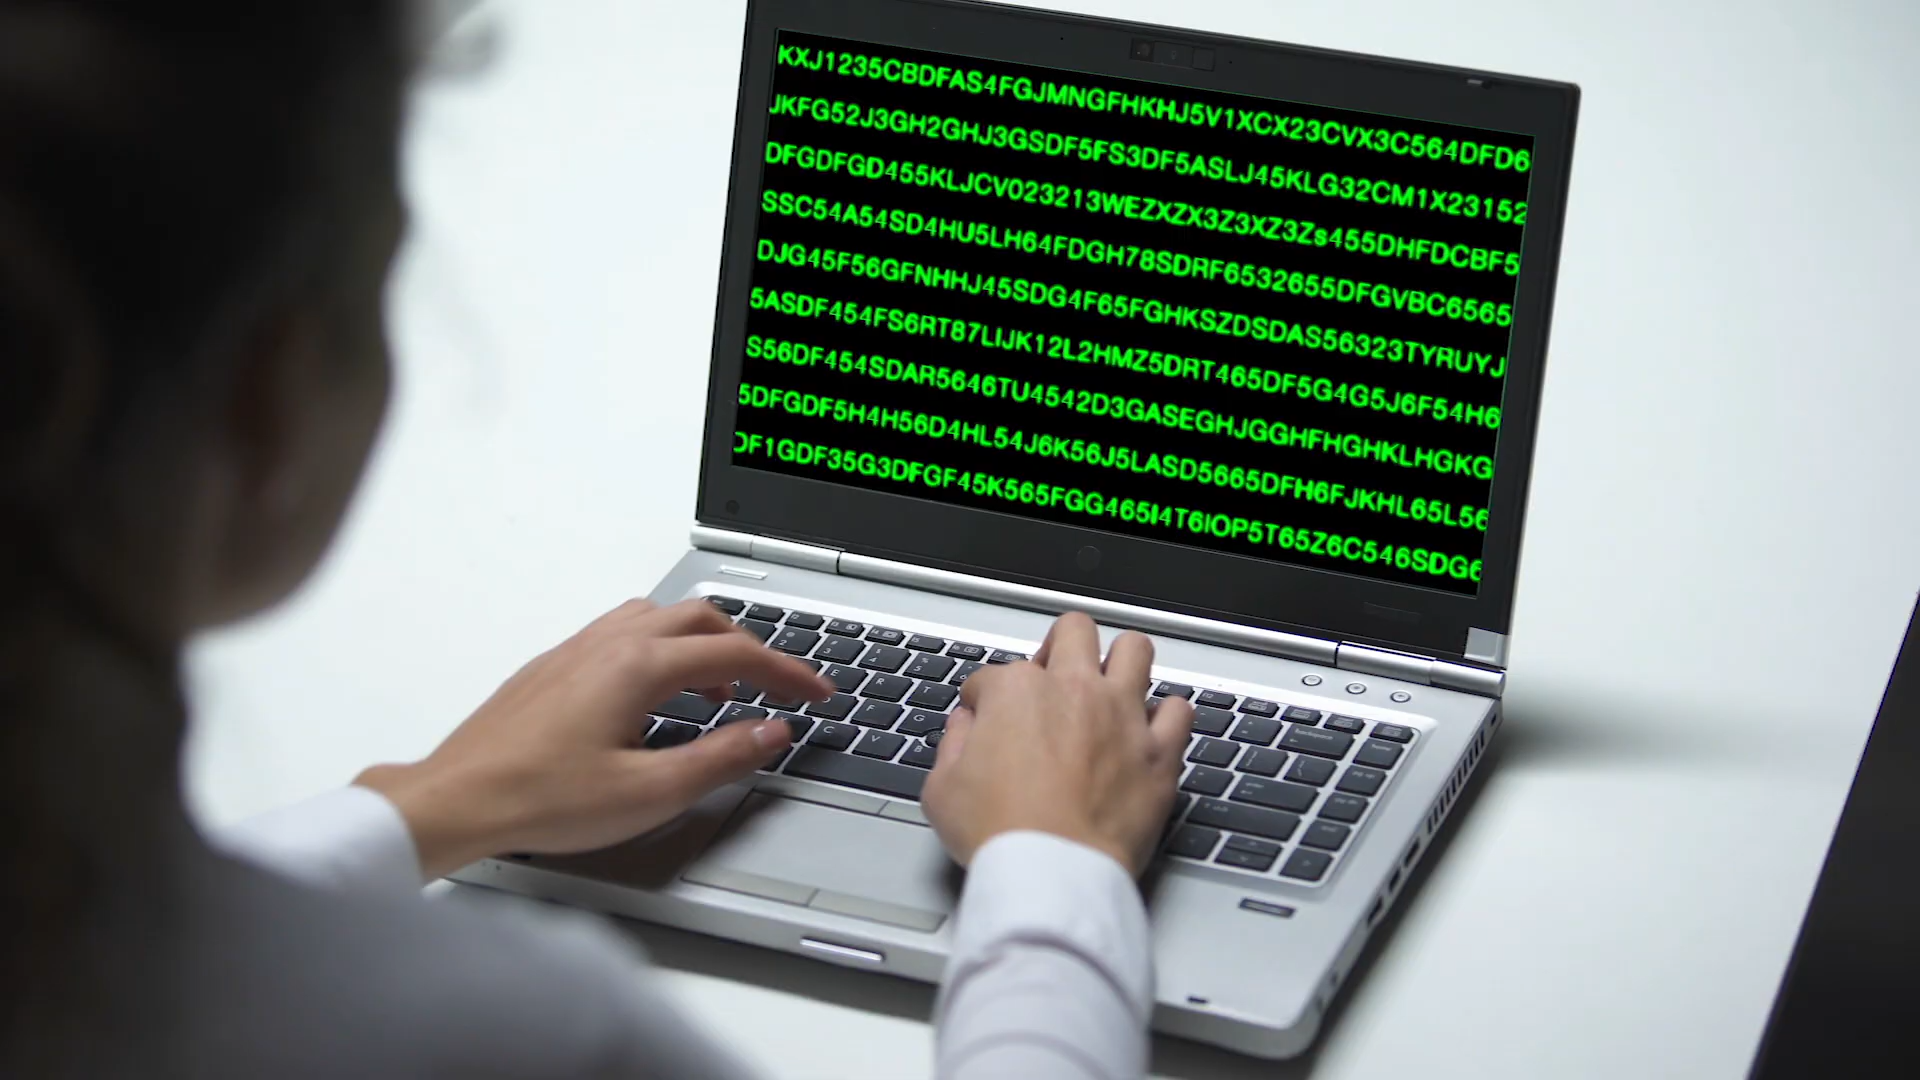 KXJ1235CBDFAS4FGJMNGFHKHJ5V1XCX23CVX3C564DFD6
JKFG52J3GH2GHJ3GSDF5FS3DF5ASLJ45KLG32CM1X23152
DFGDFGD455KLJCV023213WEZXZX3Z3XZ3Zs455DHFDCBF5
SSC54A54SD4HU5LH64FDGH78SDRF6532655DFGVBC6565
DJG45F56GFNHHJ45SDG4F65FGHKSZDSDAS56323TYRUYJ
5ASDF454FS6RT87LIJK12L2HMZ5DRT465DF5G4G5J6F54H6
S56DF454SDAR5646TU4542D3GASEGHJGGHFHGHKLHGKG
5DFGDF5H4H56D4HL54J6K56J5LASD5665DFH6FJKHL65L56
DF1GDF35G3DFGF45K565FGG465I4T6IOP5T65Z6C546SDG6